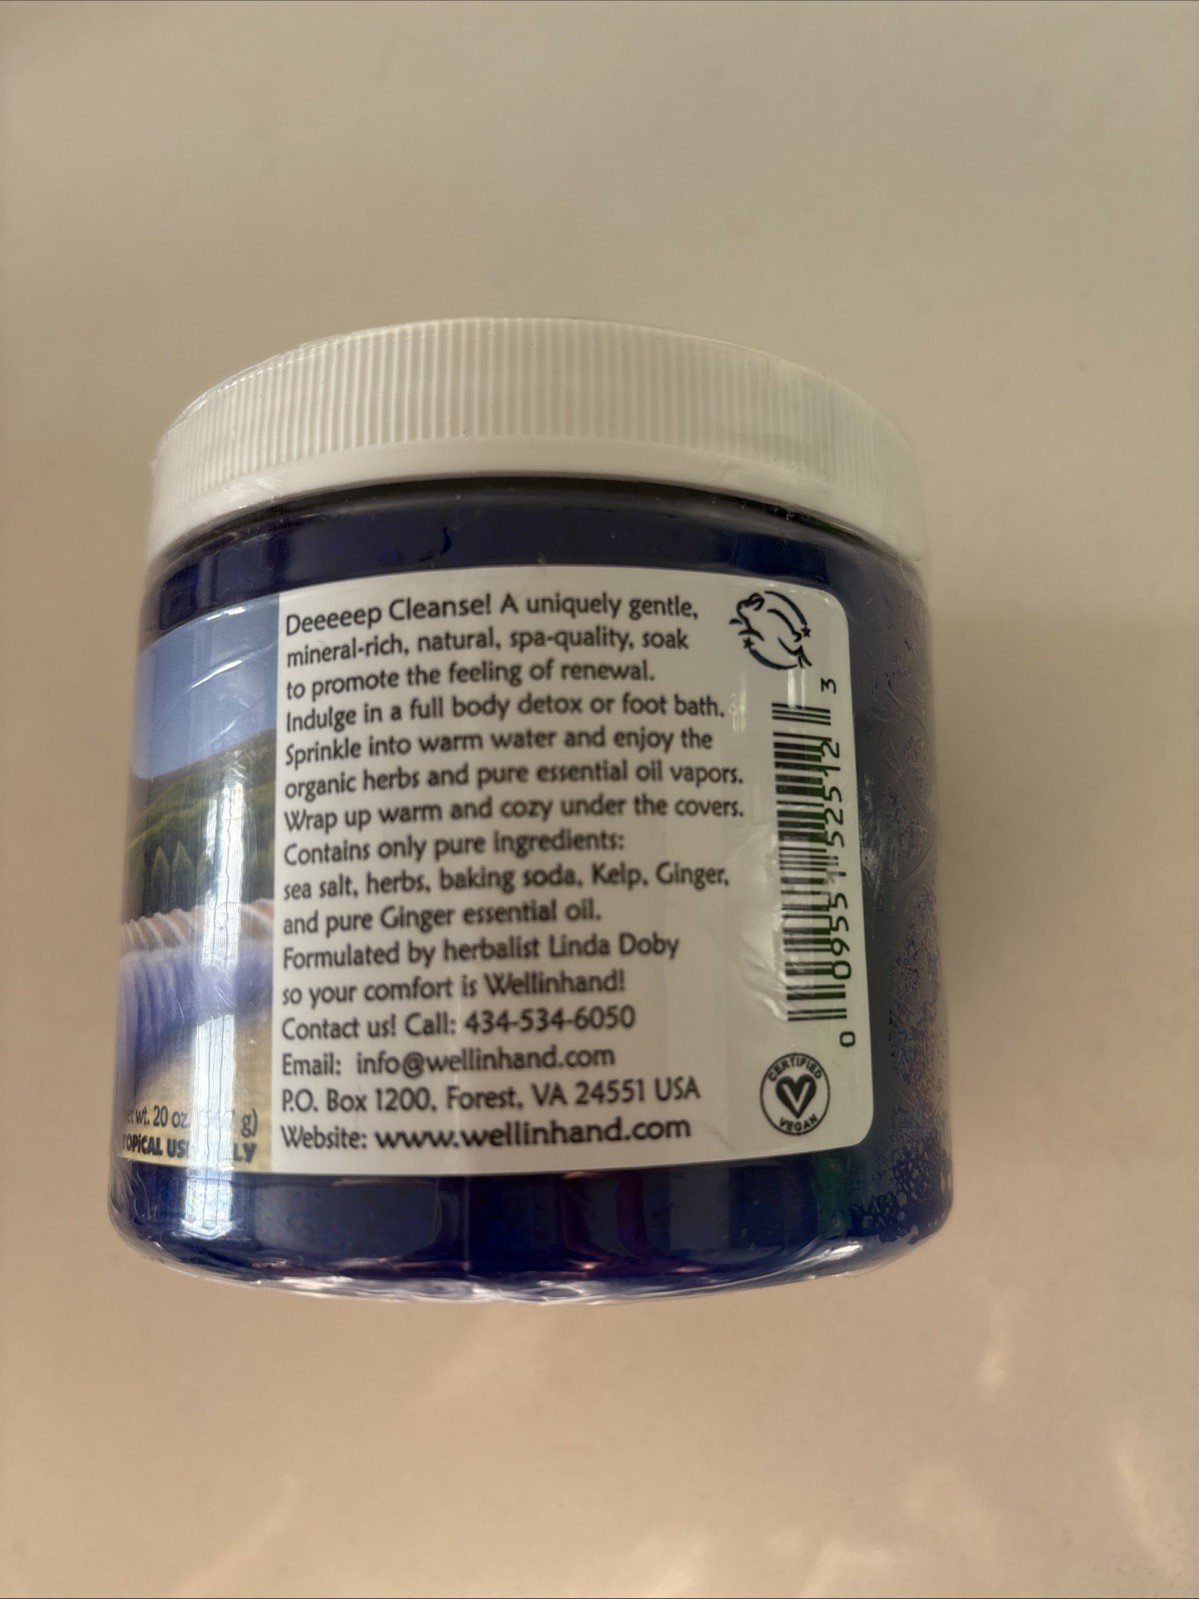 Deeeeep Cleanse! A uniquely gentle,
mineral-rich, natural, spa-quality, soak
to promote the feeling of renewal.
Indulge in a full body detox or foot bath.
Sprinkle into warm water and enjoy the
organic herbs and pure essential oil vapors.
Wrap up warm and cozy under the covers.
Contains only pure ingredients:
sea salt, herbs, baking soda, Kelp, Ginger,
and pure Ginger essential oil.
Formulated by herbalist Linda Doby
so your comfort is Wellinhand!
Contact us! Call: 434-534-6050
Email: info@wellinhand.com
P.O. Box 1200, Forest, VA 24551 USA
Website: www.wellinhand.com
wt. 20 oz. g)
0 09551 52512 3
CERTIFIED
VEGAN